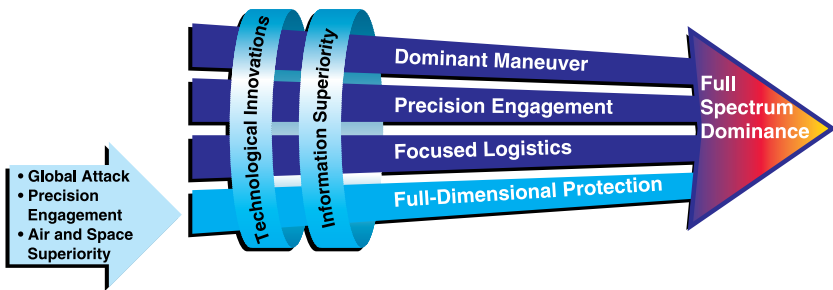 Technological Innovations
Information Superiority
Dominant Maneuver
Precision Engagement
Focused Logistics
Full-Dimensional Protection
Full
Spectrum
Dominance
• Global Attack
• Precision
Engagement
• Air and Space
Superiority